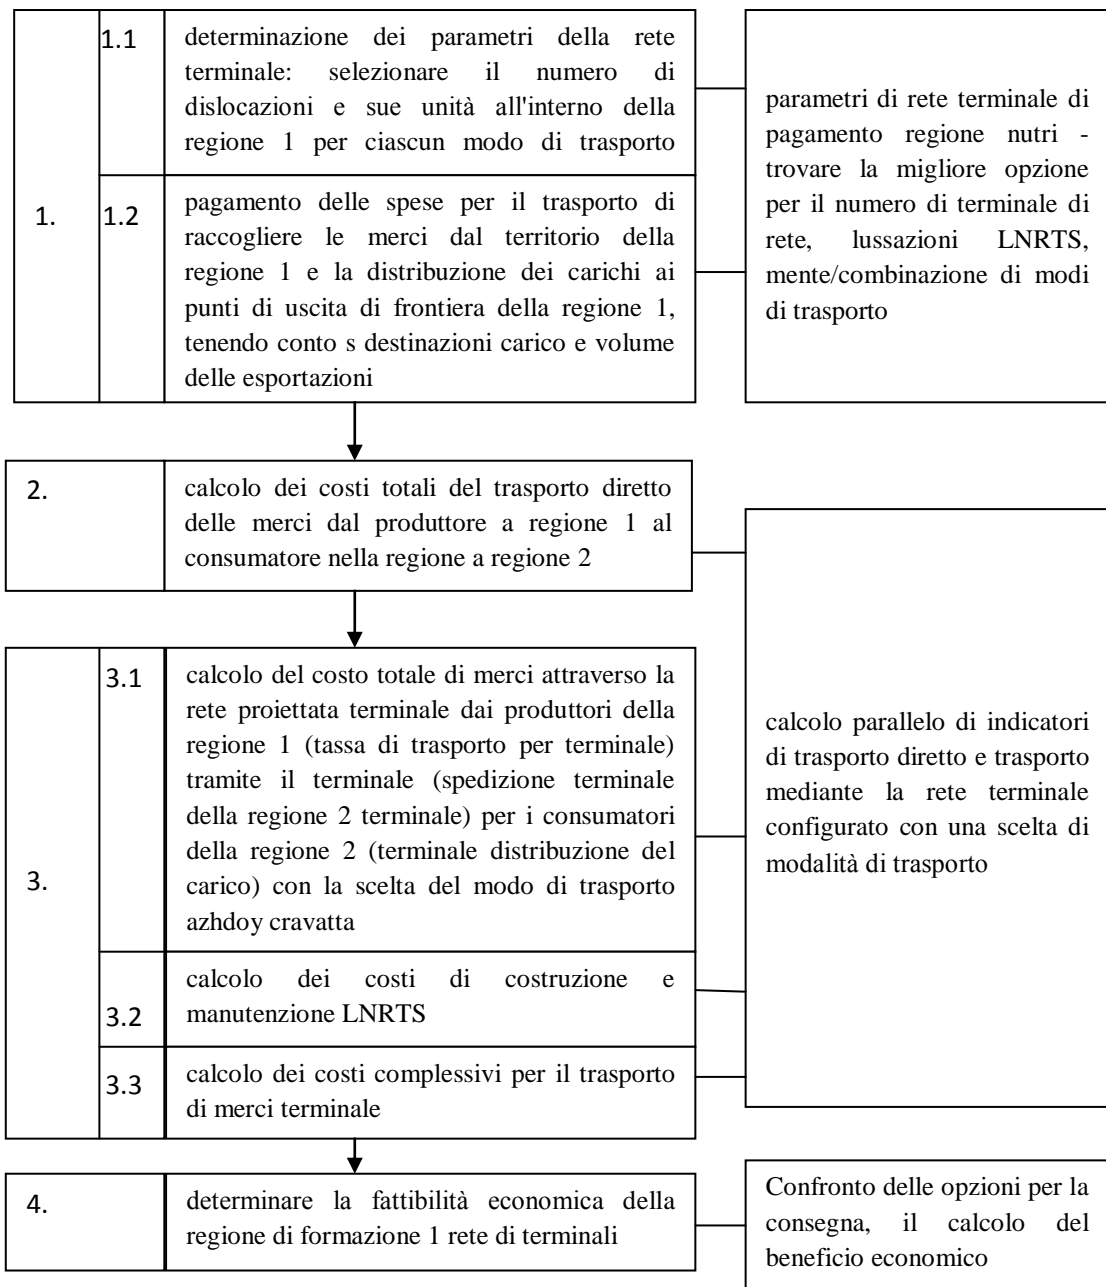 1.
1.1
determinazione dei parametri della rete
terminale: selezionare il numero di
dislocazioni e sue unità all'interno della
regione 1 per ciascun modo di trasporto
1.2
pagamento delle spese per il trasporto di
raccogliere le merci dal territorio della
regione 1 e la distribuzione dei carichi ai
punti di uscita di frontiera della regione 1,
tenendo conto s destinazioni carico e volume
delle esportazioni
parametri di rete terminale di
pagamento regione nutri -
trovare la migliore opzione
per il numero di terminale di
rete, lussazioni LNRTS,
mente/combinazione di modi
di trasporto
2.
calcolo dei costi totali del trasporto diretto
delle merci dal produttore a regione 1 al
consumatore nella regione a regione 2
3.
3.1
calcolo del costo totale di merci attraverso la
rete proiettata terminale dai produttori della
regione 1 (tassa di trasporto per terminale)
tramite il terminale (spedizione terminale
della regione 2 terminale) per i consumatori
della regione 2 (terminale distribuzione del
carico) con la scelta del modo di trasporto
azhdoy cravatta
3.2
calcolo dei costi di costruzione e
manutenzione LNRTS
3.3
calcolo dei costi complessivi per il trasporto
di merci terminale
calcolo parallelo di indicatori
di trasporto diretto e trasporto
mediante la rete terminale
configurato con una scelta di
modalità di trasporto
4.
determinare la fattibilità economica della
regione di formazione 1 rete di terminali
Confronto delle opzioni per la
consegna, il calcolo del
beneficio economico